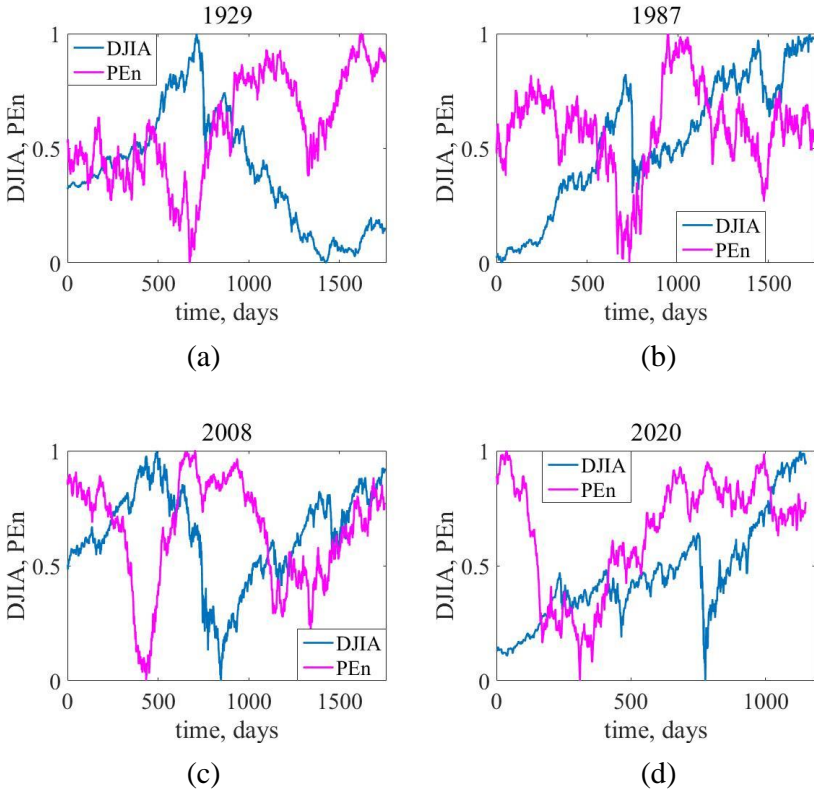 1929
DJIA
PEn
DJIA, PEn
1
0.5
0
0 500 1000 1500
time, days
(a)
1987
DJIA
PEn
DJIA, PEn
1
0.5
0
0 500 1000 1500
time, days
(b)
2008
DJIA
PEn
DJIA, PEn
1
0.5
0
0 500 1000 1500
time, days
(c)
2020
DJIA
PEn
DJIA, PEn
1
0.5
0
0 500 1000
time, days
(d)